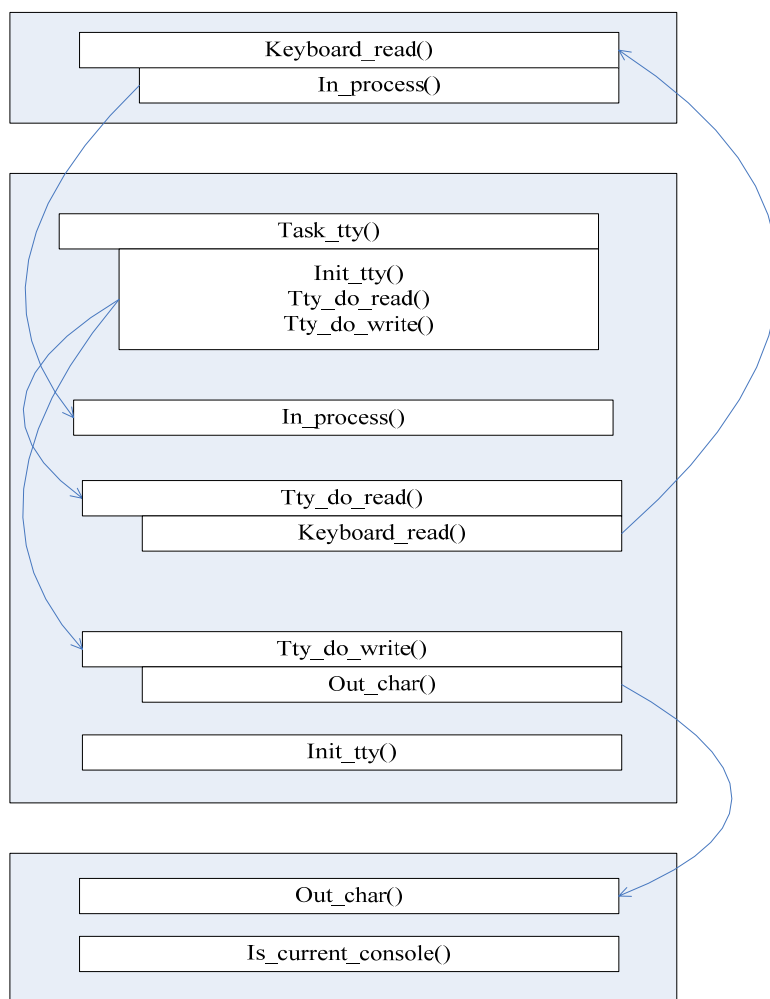 Keyboard_read()
In_process()
Task_tty()
Init_tty()
Tty_do_read()
Tty_do_write()
In_process()
Tty_do_read()
Keyboard_read()
Tty_do_write()
Out_char()
Init_tty()
Out_char()
Is_current_console()